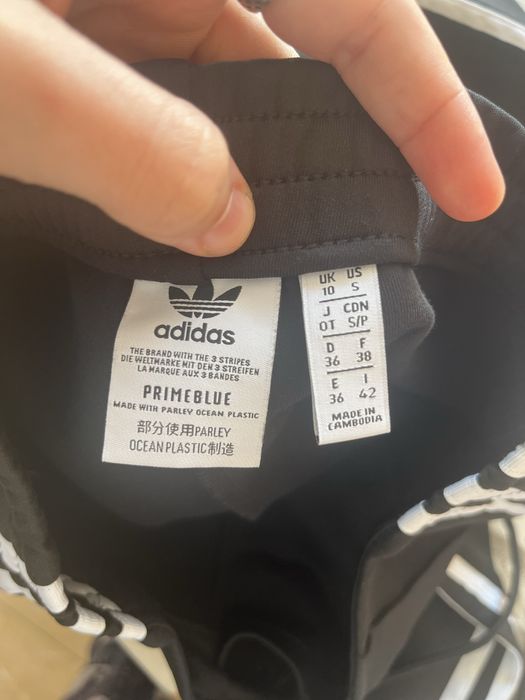 adidas
THE BRAND WITH THE 3 STRIPES
DIE WELTMARKE MIT DEN 3 STREIFEN
LA MARQUE AUX 3 BANDES
PRIMEBLUE
MADE WITH PARLEY OCEAN PLASTIC
部分使用PARLEY
OCEAN PLASTIC制造
UK US
10 S
J CDN
OT S/P
D F
36 38
E I
36 42
MADE IN
CAMBODIA